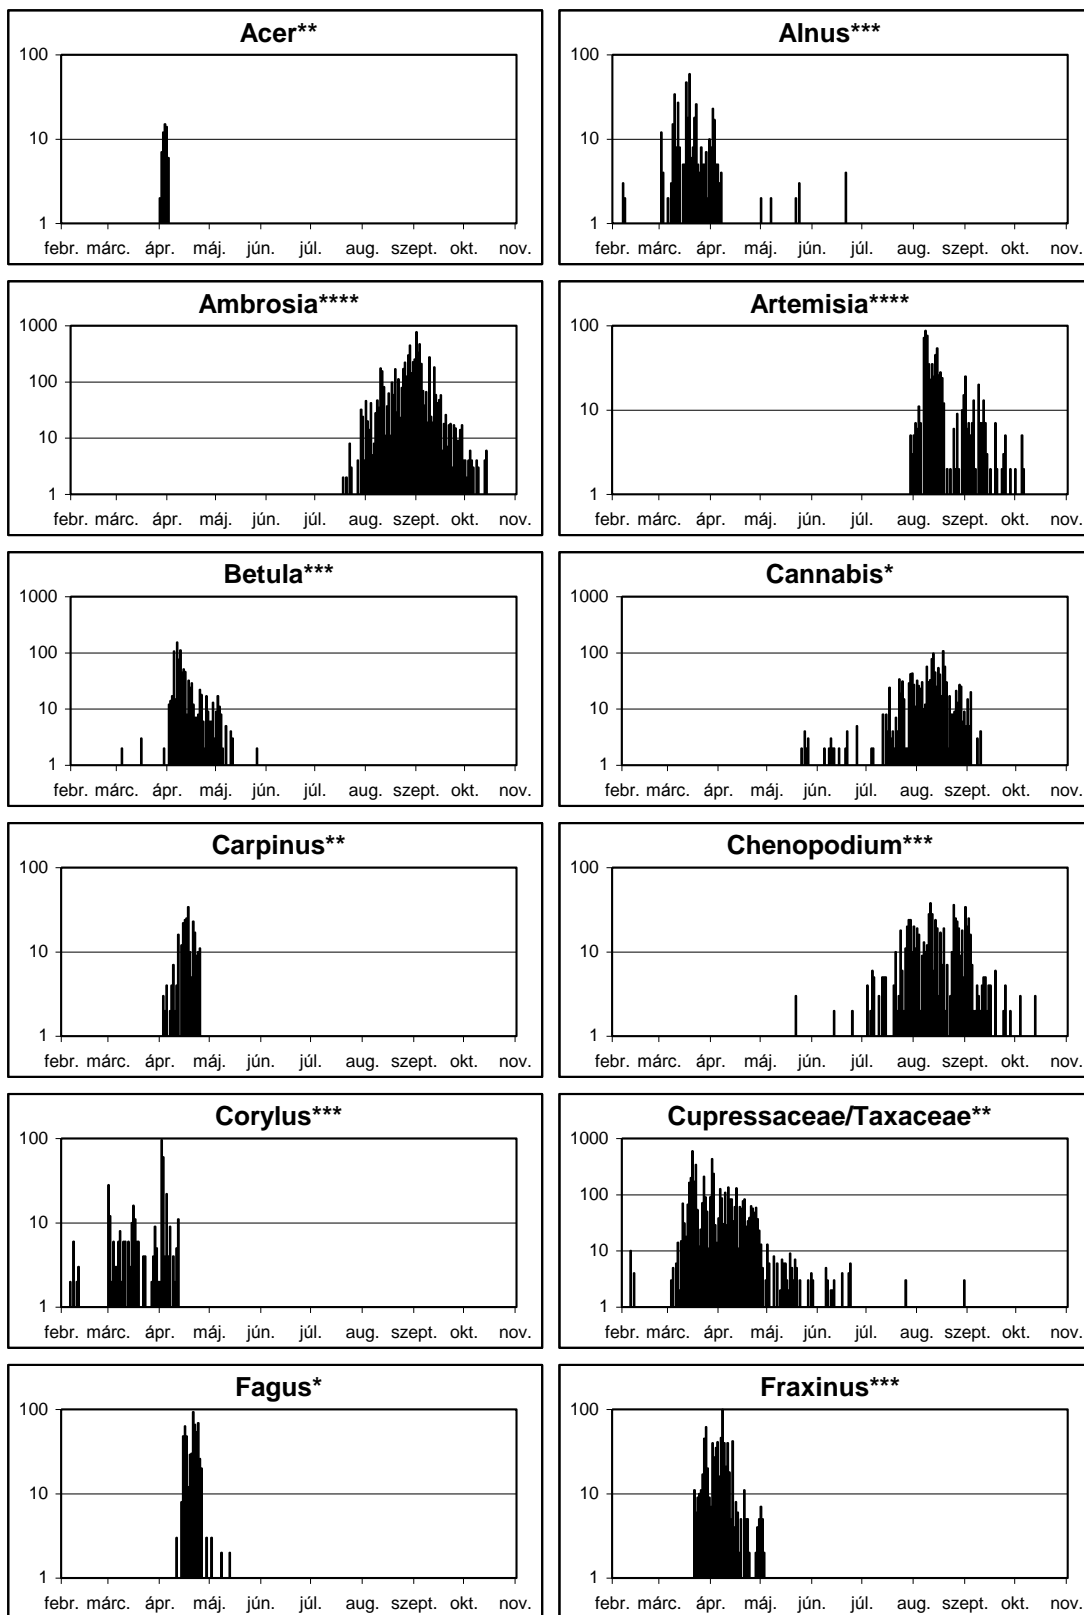 Acer**
100
10
1
febr. márc. ápr. máj. jún. júl. aug. szept. okt. nov.
Alnus***
100
10
1
febr. márc. ápr. máj. jún. júl. aug. szept. okt. nov.
Ambrosia****
1000
100
10
1
febr. márc. ápr. máj. jún. júl. aug. szept. okt. nov.
Artemisia****
100
10
1
febr. márc. ápr. máj. jún. júl. aug. szept. okt. nov.
Betula***
1000
100
10
1
febr. márc. ápr. máj. jún. júl. aug. szept. okt. nov.
Cannabis*
1000
100
10
1
febr. márc. ápr. máj. jún. júl. aug. szept. okt. nov.
Carpinus**
100
10
1
febr. márc. ápr. máj. jún. júl. aug. szept. okt. nov.
Chenopodium***
100
10
1
febr. márc. ápr. máj. jún. júl. aug. szept. okt. nov.
Corylus***
100
10
1
febr. márc. ápr. máj. jún. júl. aug. szept. okt. nov.
Cupressaceae/Taxaceae**
1000
100
10
1
febr. márc. ápr. máj. jún. júl. aug. szept. okt. nov.
Fagus*
100
10
1
febr. márc. ápr. máj. jún. júl. aug. szept. okt. nov.
Fraxinus***
100
10
1
febr. márc. ápr. máj. jún. júl. aug. szept. okt. nov.